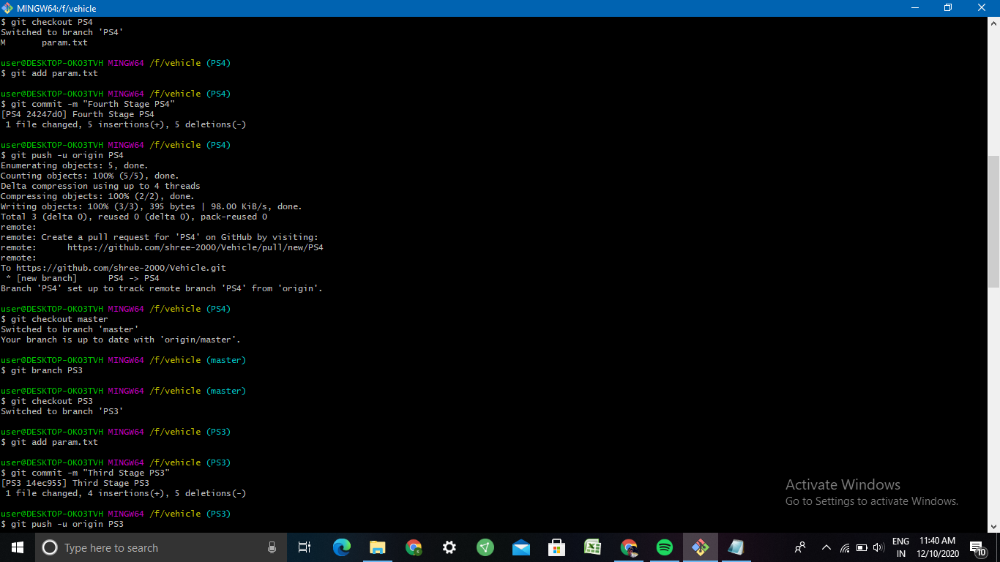 MINGW64:/f/vehicle
$ git checkout PS4
Switched to branch 'PS4'
M       param.txt
user@DESKTOP-OKO3TVH MINGW64 /f/vehicle (PS4)
$ git add param.txt
user@DESKTOP-OKO3TVH MINGW64 /f/vehicle (PS4)
$ git commit -m "Fourth Stage PS4"
[PS4 24247d0] Fourth Stage PS4
 1 file changed, 5 insertions(+), 5 deletions(-)
user@DESKTOP-OKO3TVH MINGW64 /f/vehicle (PS4)
$ git push -u origin PS4
Enumerating objects: 5, done.
Counting objects: 100% (5/5), done.
Delta compression using up to 4 threads
Compressing objects: 100% (2/2), done.
Writing objects: 100% (3/3), 395 bytes | 98.00 KiB/s, done.
Total 3 (delta 0), reused 0 (delta 0), pack-reused 0
remote:
remote: Create a pull request for 'PS4' on GitHub by visiting:
remote:      https://github.com/shree-2000/Vehicle/pull/new/PS4
remote:
To https://github.com/shree-2000/Vehicle.git
 * [new branch]      PS4 -> PS4
Branch 'PS4' set up to track remote branch 'PS4' from 'origin'.
user@DESKTOP-OKO3TVH MINGW64 /f/vehicle (PS4)
$ git checkout master
Switched to branch 'master'
Your branch is up to date with 'origin/master'.
user@DESKTOP-OKO3TVH MINGW64 /f/vehicle (master)
$ git branch PS3
user@DESKTOP-OKO3TVH MINGW64 /f/vehicle (master)
$ git checkout PS3
Switched to branch 'PS3'
user@DESKTOP-OKO3TVH MINGW64 /f/vehicle (PS3)
$ git add param.txt
user@DESKTOP-OKO3TVH MINGW64 /f/vehicle (PS3)
$ git commit -m "Third Stage PS3"
[PS3 14ec955] Third Stage PS3
 1 file changed, 4 insertions(+), 5 deletions(-)
user@DESKTOP-OKO3TVH MINGW64 /f/vehicle (PS3)
$ git push -u origin PS3
Activate Windows
Go to Settings to activate Windows.
Type here to search
ENG
IN
11:40 AM
12/10/2020
10